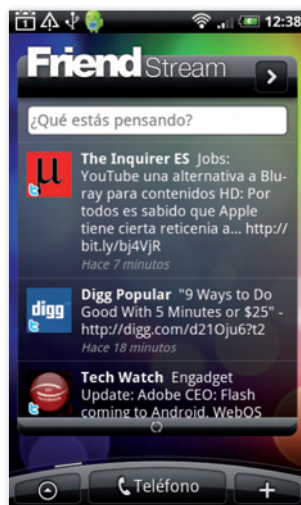 1 12:38
Friend Stream
¿Qué estás pensando?
µ The Inquirer ES Jobs:
YouTube una alternativa a Blu-
ray para contenidos HD: Por
todos es sabido que Apple
tiene cierta reticenia a... http://
bit.ly/bj4VjR
Hace 7 minutos
digg Digg Popular "9 Ways to Do
Good With 5 Minutes or $25" -
http://digg.com/d21Oju6?t2
Hace 18 minutos
Tech Watch Engadget
Update: Adobe CEO: Flash
coming to Android, WebOS
Teléfono